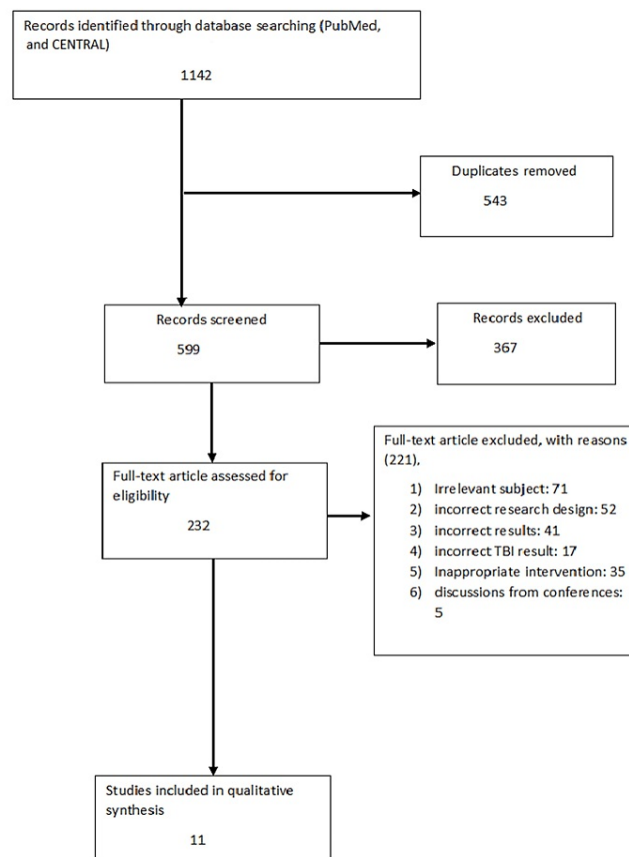 Records identified through database searching (PubMed,
and CENTRAL)
1142
Duplicates removed
543
Records screened
599
Records excluded
367
Full-text article assessed for
eligibility
232
Full-text article excluded, with reasons
(221),
1) Irrelevant subject: 71
2) incorrect research design: 52
3) incorrect results: 41
4) incorrect TBI result: 17
5) Inappropriate intervention: 35
6) discussions from conferences:
5
Studies included in qualitative
synthesis
11